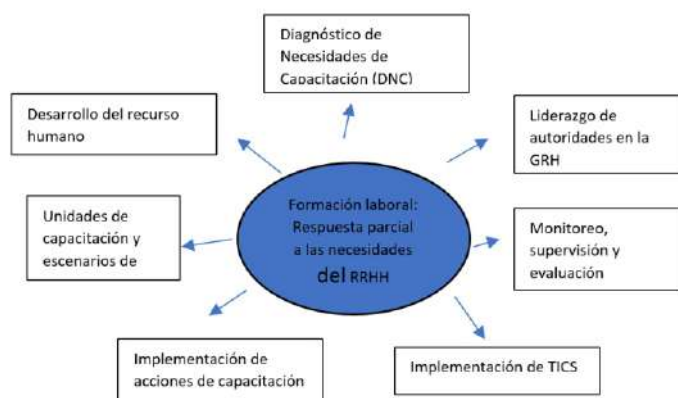 Diagnóstico de
Necesidades de
Capacitación (DNC)
Desarrollo del recurso
humano
Liderazgo de
autoridades en la
GRH
Formación laboral:
Respuesta parcial
a las necesidades
del RRHH
Unidades de
capacitación y
escenarios de
Monitoreo,
supervisión y
evaluación
Implementación de
acciones de capacitación
Implementación de TICS